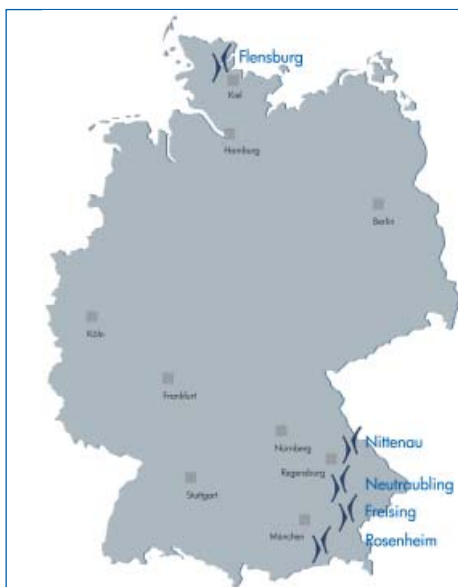 Flensburg
Kiel
Hamburg
Berlin
Köln
Frankfurt
Nürnberg
Nittenau
Regensburg
Stuttgart
Neutraubling
Freising
München
Rosenheim